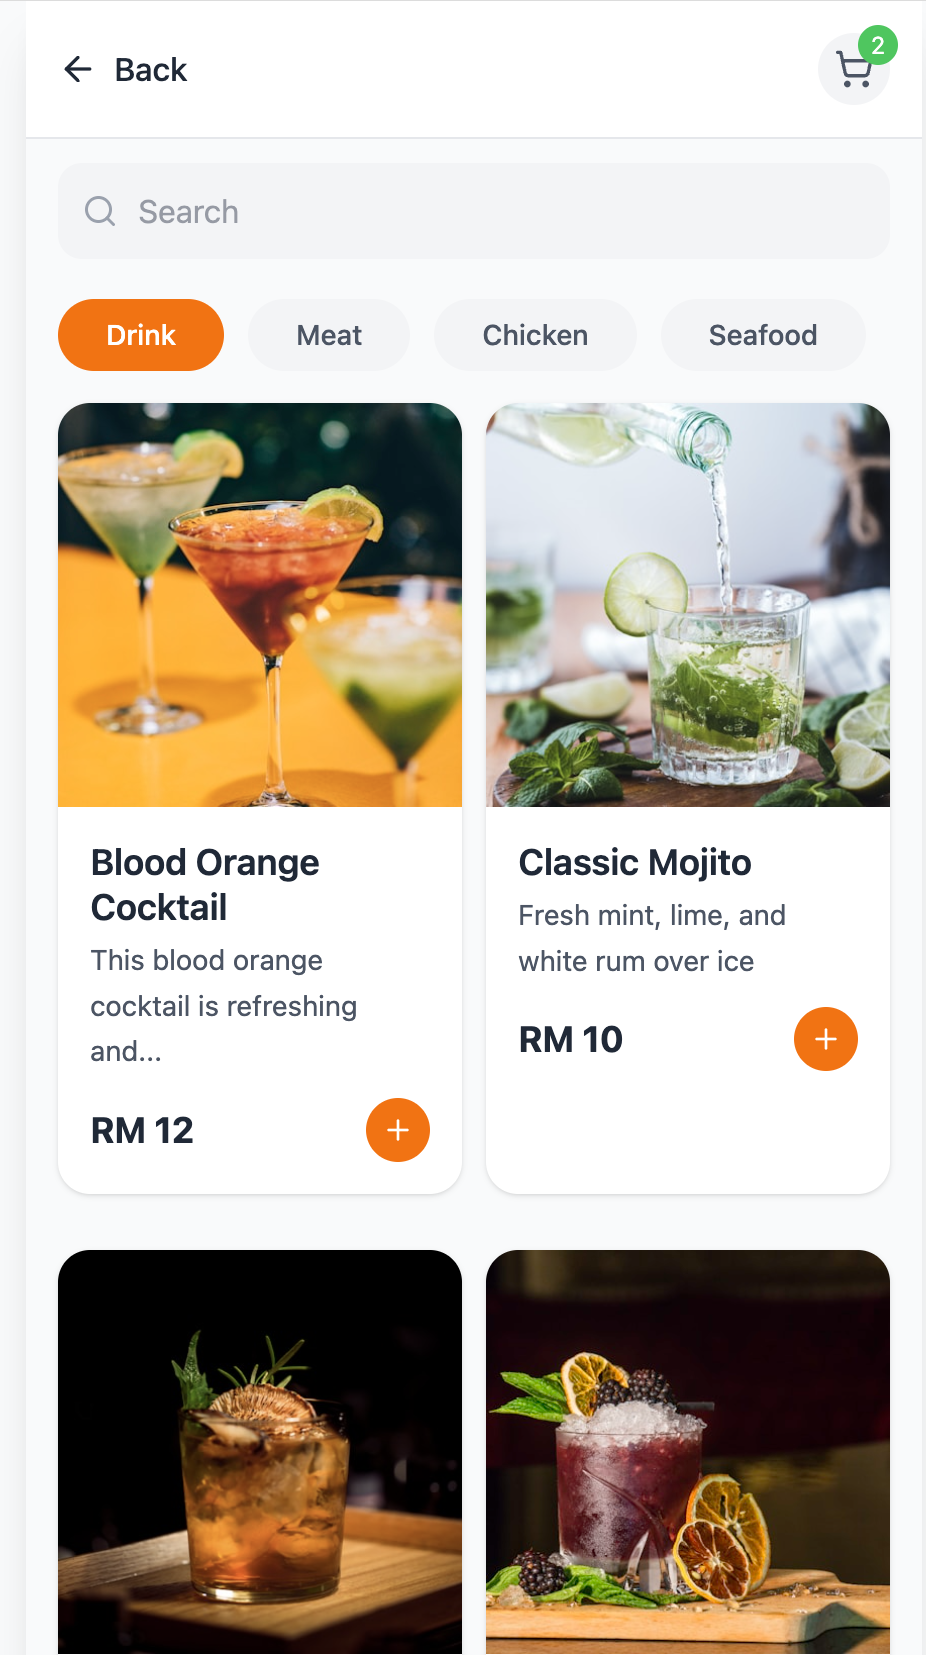 Back
2
Search
Drink
Meat
Chicken
Seafood
Blood Orange
Cocktail
This blood orange
cocktail is refreshing
and...
RM 12
Classic Mojito
Fresh mint, lime, and
white rum over ice
RM 10